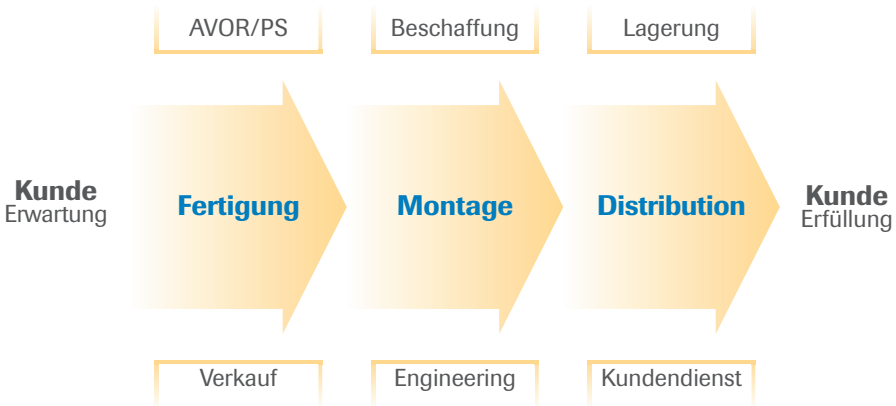 AVOR/PS
Beschaffung
Lagerung
Kunde
Erwartung
Fertigung
Montage
Distribution
Kunde
Erfüllung
Verkauf
Engineering
Kundendienst